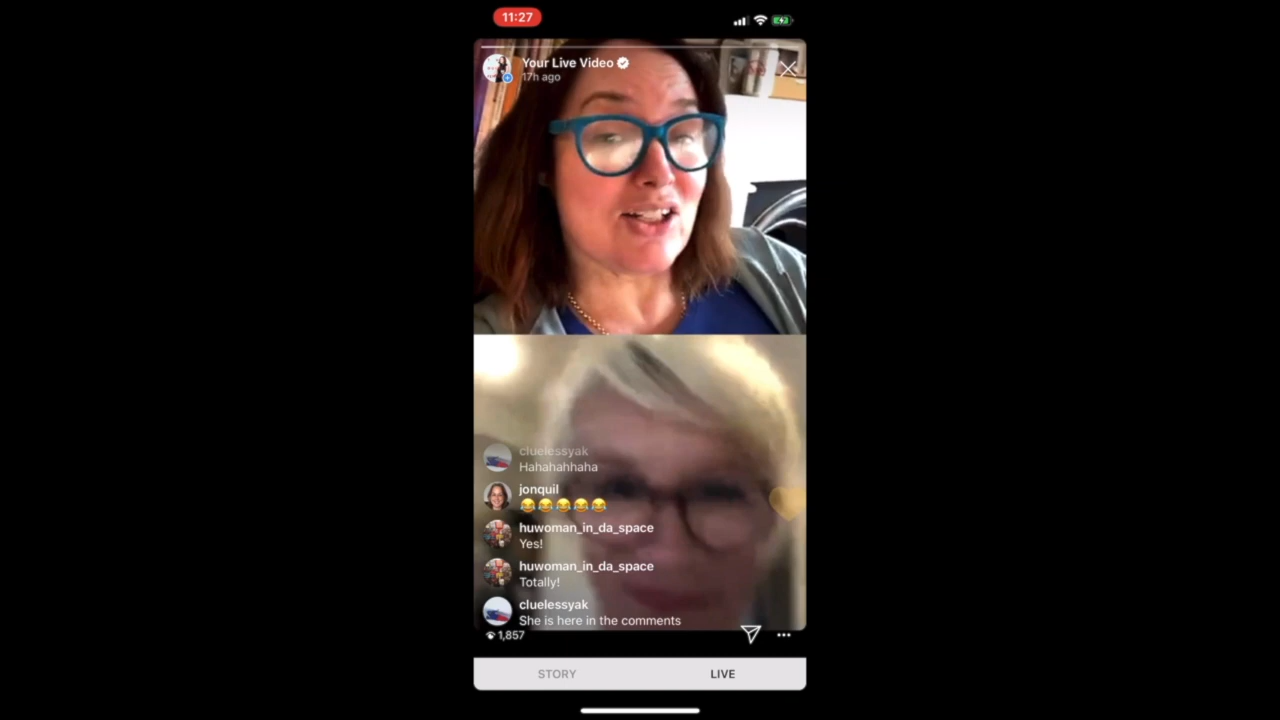 11:27
Your Live Video
17h ago
cluelessyak
Hahahahhaha
jonquil
😂😂😂😂😂
huwoman_in_da_space
Yes!
huwoman_in_da_space
Totally!
cluelessyak
She is here in the comments
1,857
STORY
LIVE